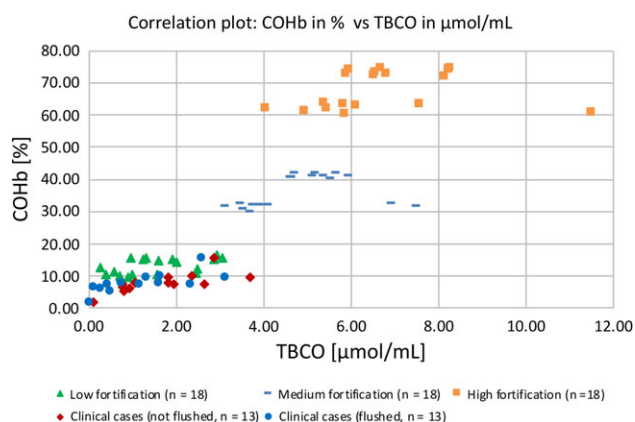 Correlation plot: COHb in % vs TBCO in µmol/mL
80.00
70.00
60.00
50.00
40.00
30.00
20.00
10.00
0.00
COHb [%]
0.00 2.00 4.00 6.00 8.00 10.00 12.00
TBCO [µmol/mL]
Low fortification (n = 18) Medium fortification (n = 18) High fortification (n =18)
Clinical cases (not flushed, n = 13) Clinical cases (flushed, n = 13)